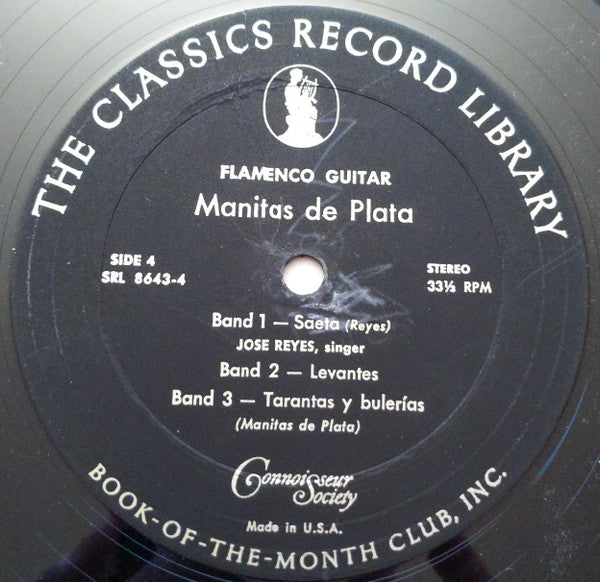 THE CLASSICS RECORD LIBRARY
FLAMENCO GUITAR
Manitas de Plata
SIDE 4
SRL 8643-4
STEREO
33⅓ RPM
Band 1 — Saeta (Reyes)
JOSE REYES, singer
Band 2 — Levantes
Band 3 — Tarantas y bulerías
(Manitas de Plata)
Connoisseur
Society
Made in U.S.A.
BOOK-OF-THE-MONTH CLUB, INC.